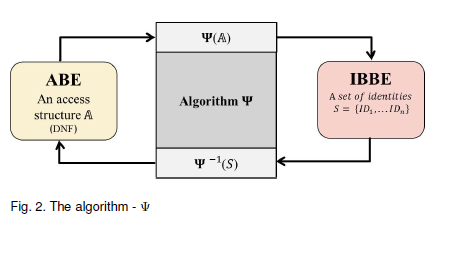 Ψ(𝔸)
ABE
An access
structure 𝔸
(DNF)
Algorithm Ψ
IBBE
A set of identities
S = {ID₁,...IDₙ}
Ψ ⁻¹(S)
Fig. 2. The algorithm - Ψ